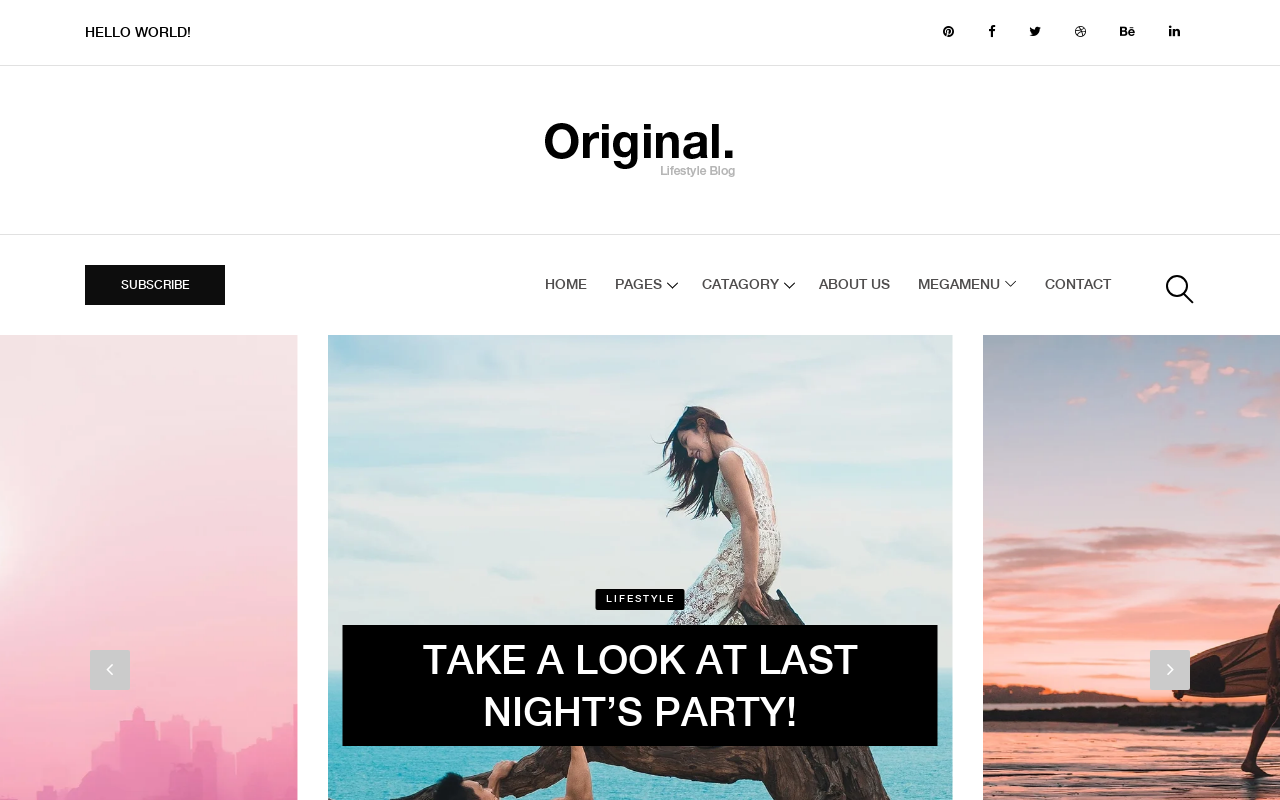 HELLO WORLD!
Original.
Lifestyle Blog
SUBSCRIBE
HOME PAGES CATAGORY ABOUT US MEGAMENU CONTACT
LIFESTYLE
TAKE A LOOK AT LAST
NIGHT’S PARTY!